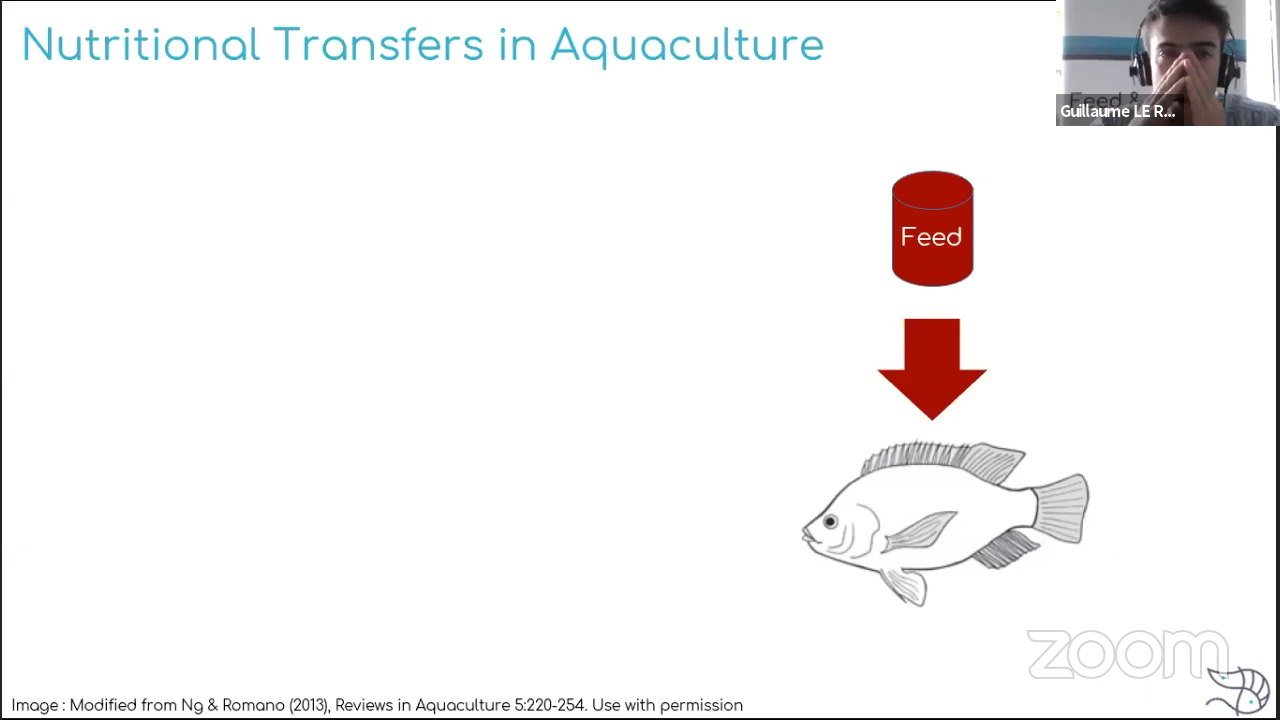 Nutritional Transfers in Aquaculture
Feed &
Guillaume LE R...
Feed
zoom
Image : Modified from Ng & Romano (2013), Reviews in Aquaculture 5:220-254. Use with permission